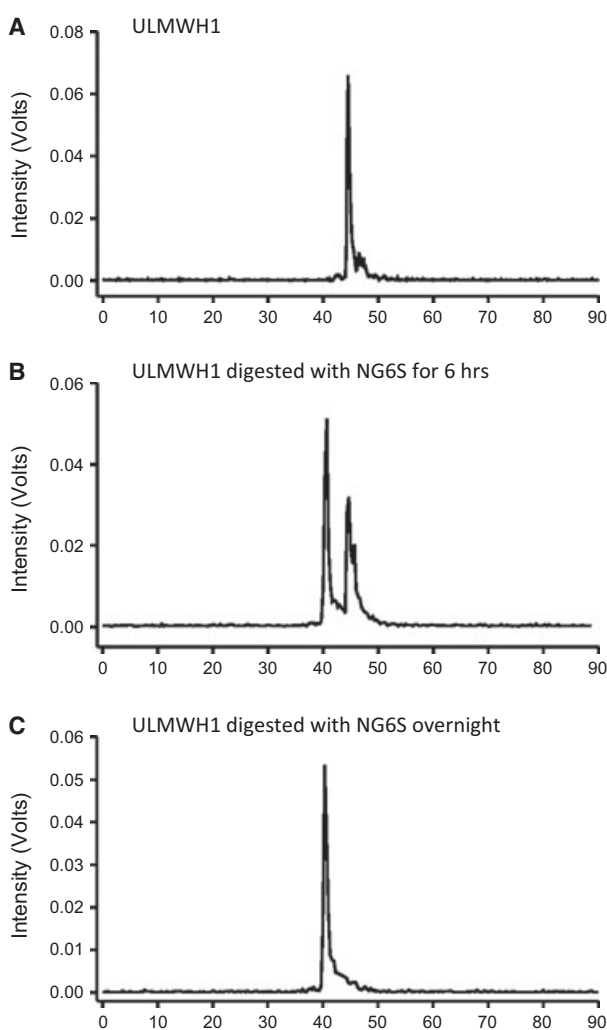 A ULMWH1
Intensity (Volts)
0.08
0.06
0.04
0.02
0.00
0 10 20 30 40 50 60 70 80 90
B ULMWH1 digested with NG6S for 6 hrs
Intensity (Volts)
0.06
0.04
0.02
0.00
0 10 20 30 40 50 60 70 80 90
C ULMWH1 digested with NG6S overnight
Intensity (Volts)
0.06
0.05
0.04
0.03
0.02
0.01
0.00
0 10 20 30 40 50 60 70 80 90